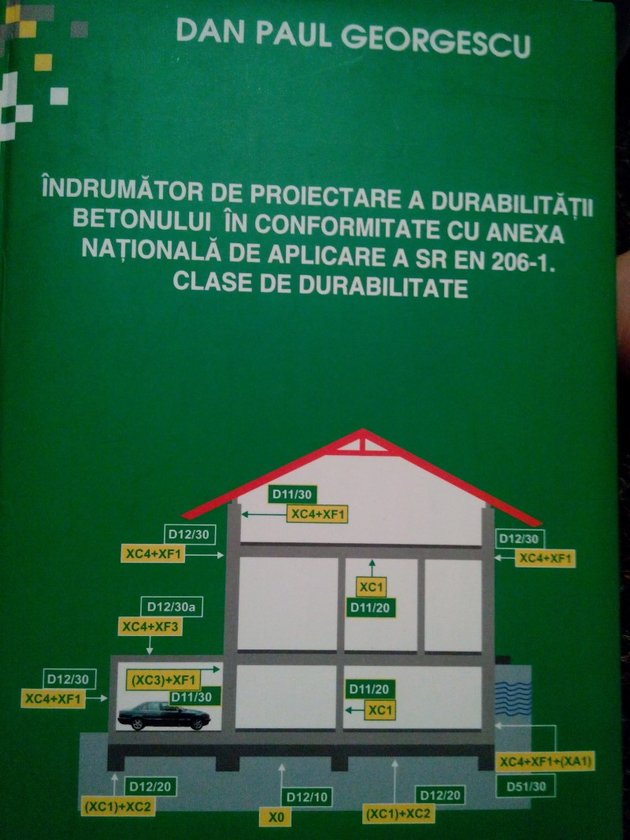 DAN PAUL GEORGESCU
ÎNDRUMĂTOR DE PROIECTARE A DURABILITĂȚII
BETONULUI ÎN CONFORMITATE CU ANEXA
NAȚIONALĂ DE APLICARE A SR EN 206-1.
CLASE DE DURABILITATE
D11/30
XC4+XF1
D12/30
XC4+XF1
D12/30
XC4+XF1
XC1
D11/20
D12/30a
XC4+XF3
D12/30
XC4+XF1
(XC3)+XF1
D11/30
D11/20
XC1
XC4+XF1+(XA1)
D51/30
D12/20
(XC1)+XC2
D12/10
X0
D12/20
(XC1)+XC2